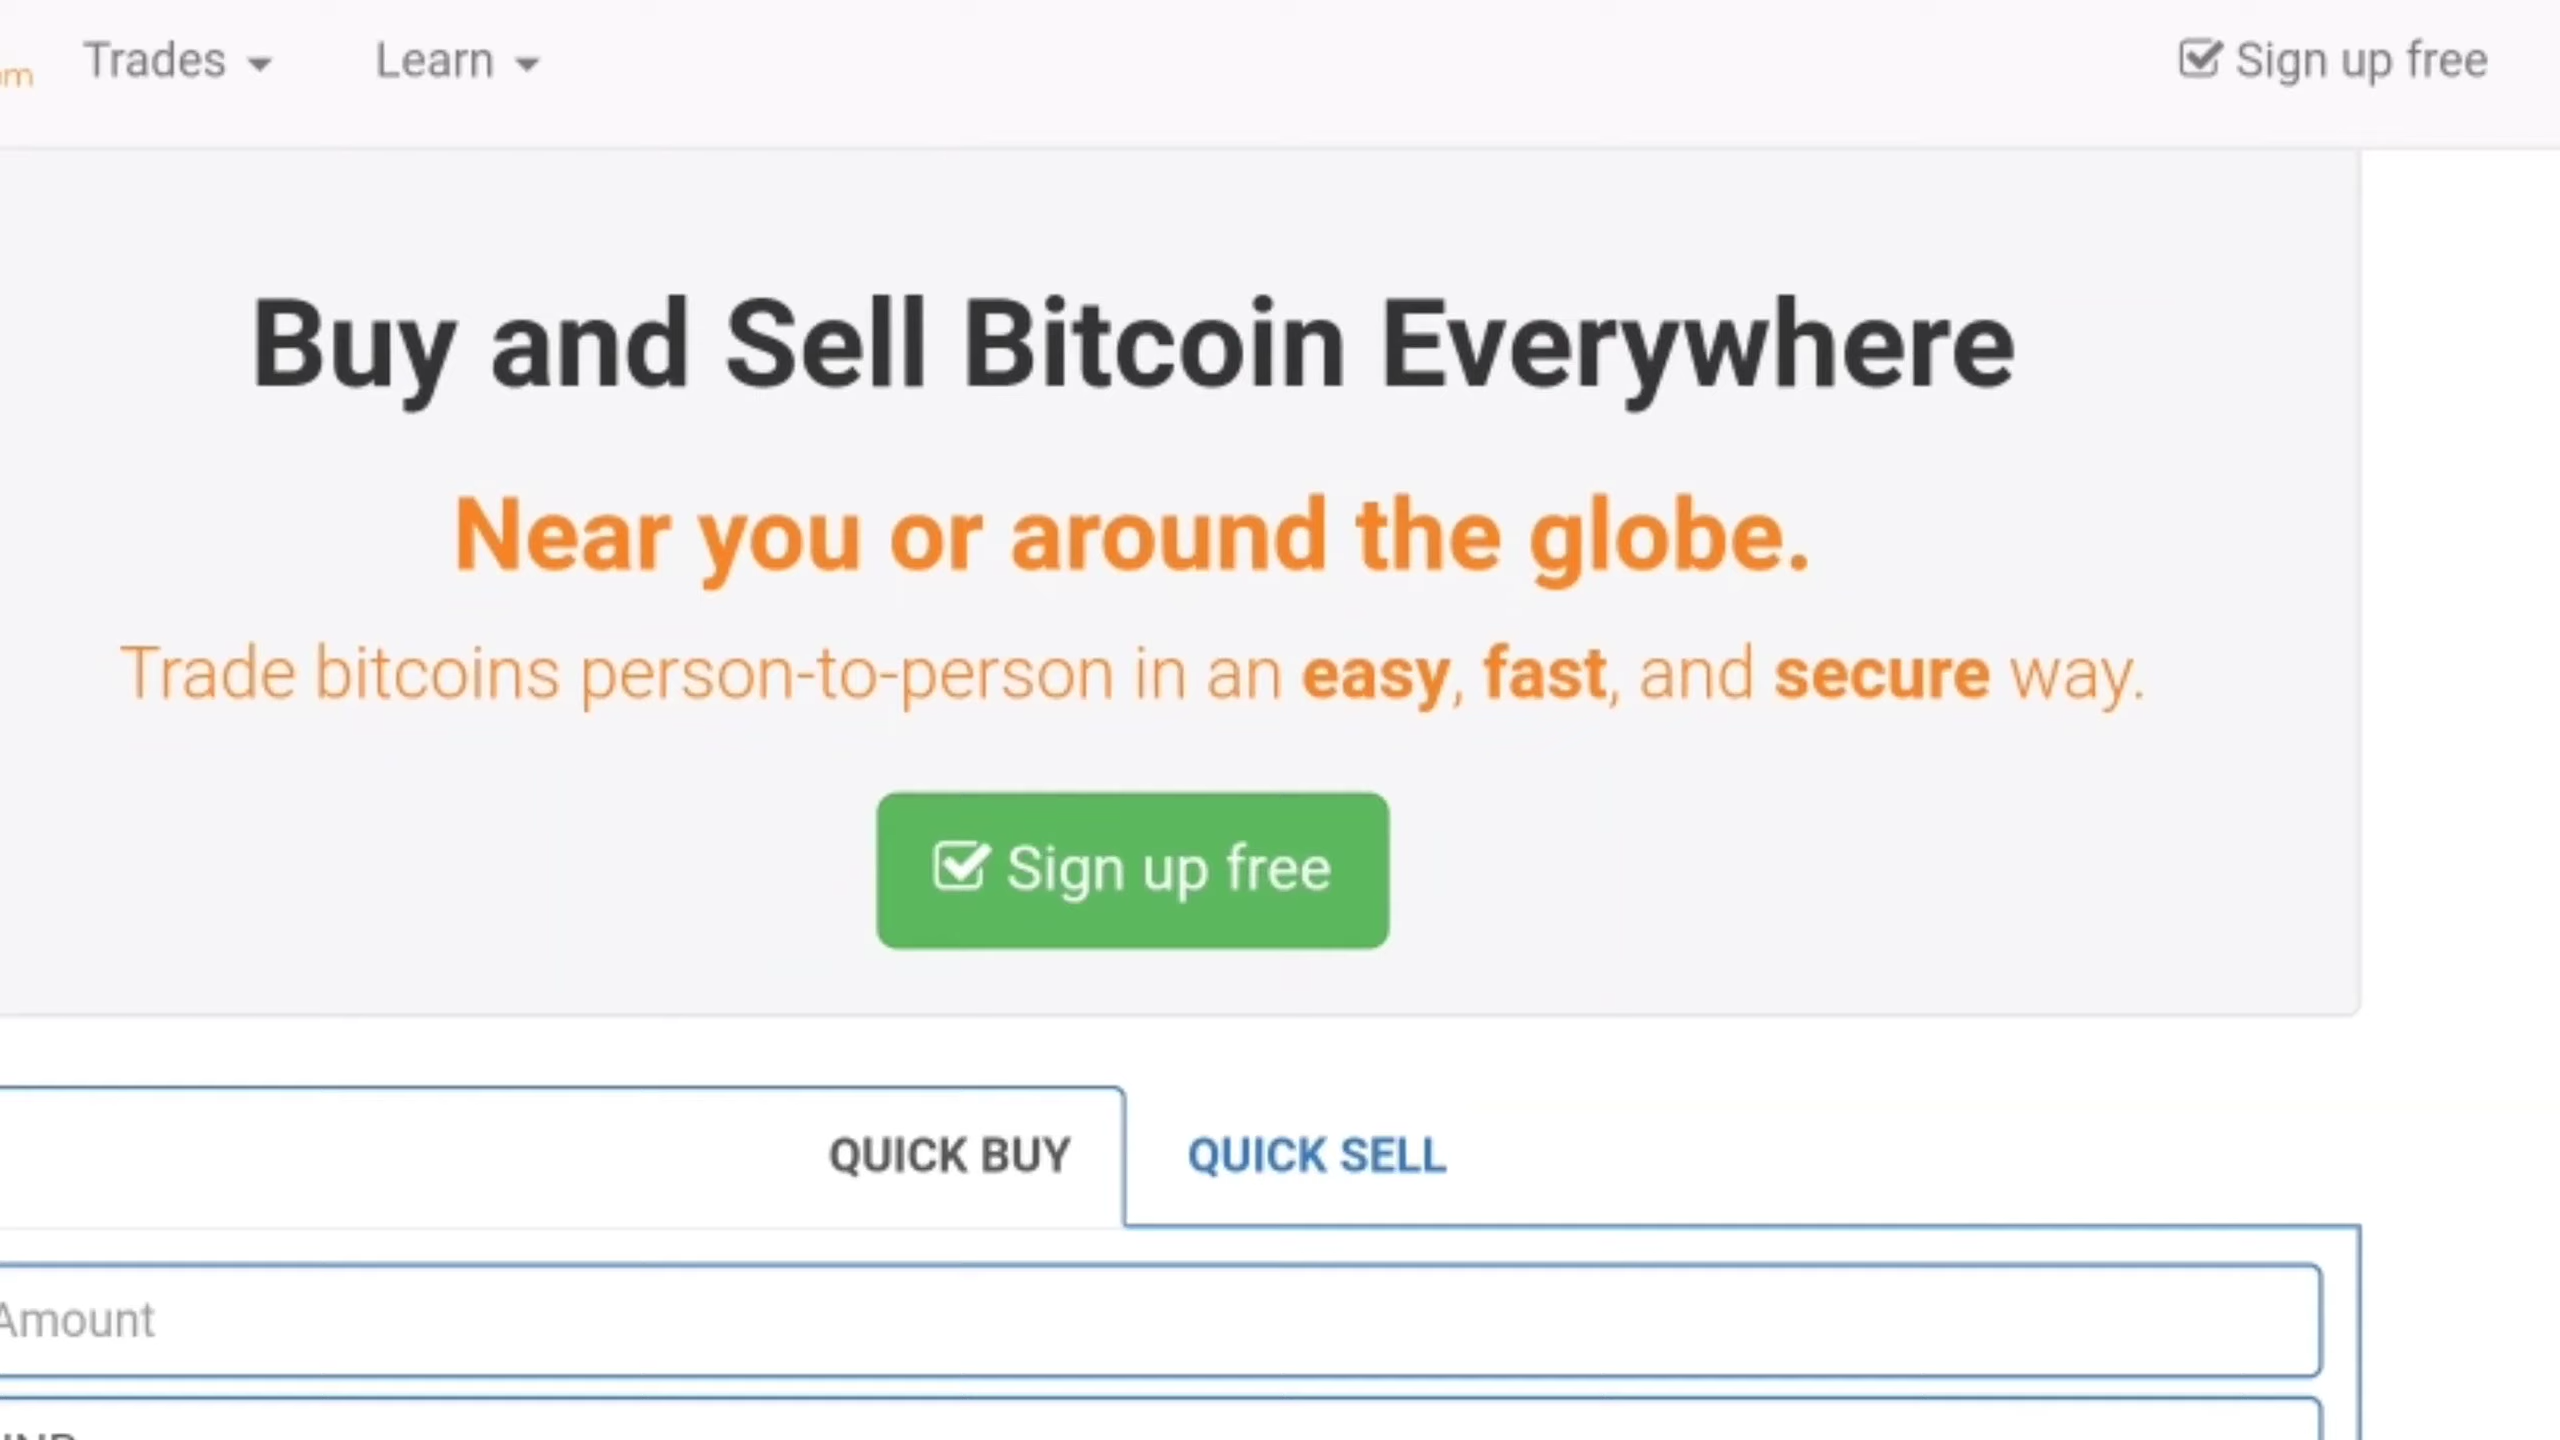 Trades
Learn
Sign up free
Buy and Sell Bitcoin Everywhere
Near you or around the globe.
Trade bitcoins person-to-person in an easy, fast, and secure way.
Sign up free
QUICK BUY
QUICK SELL
Amount